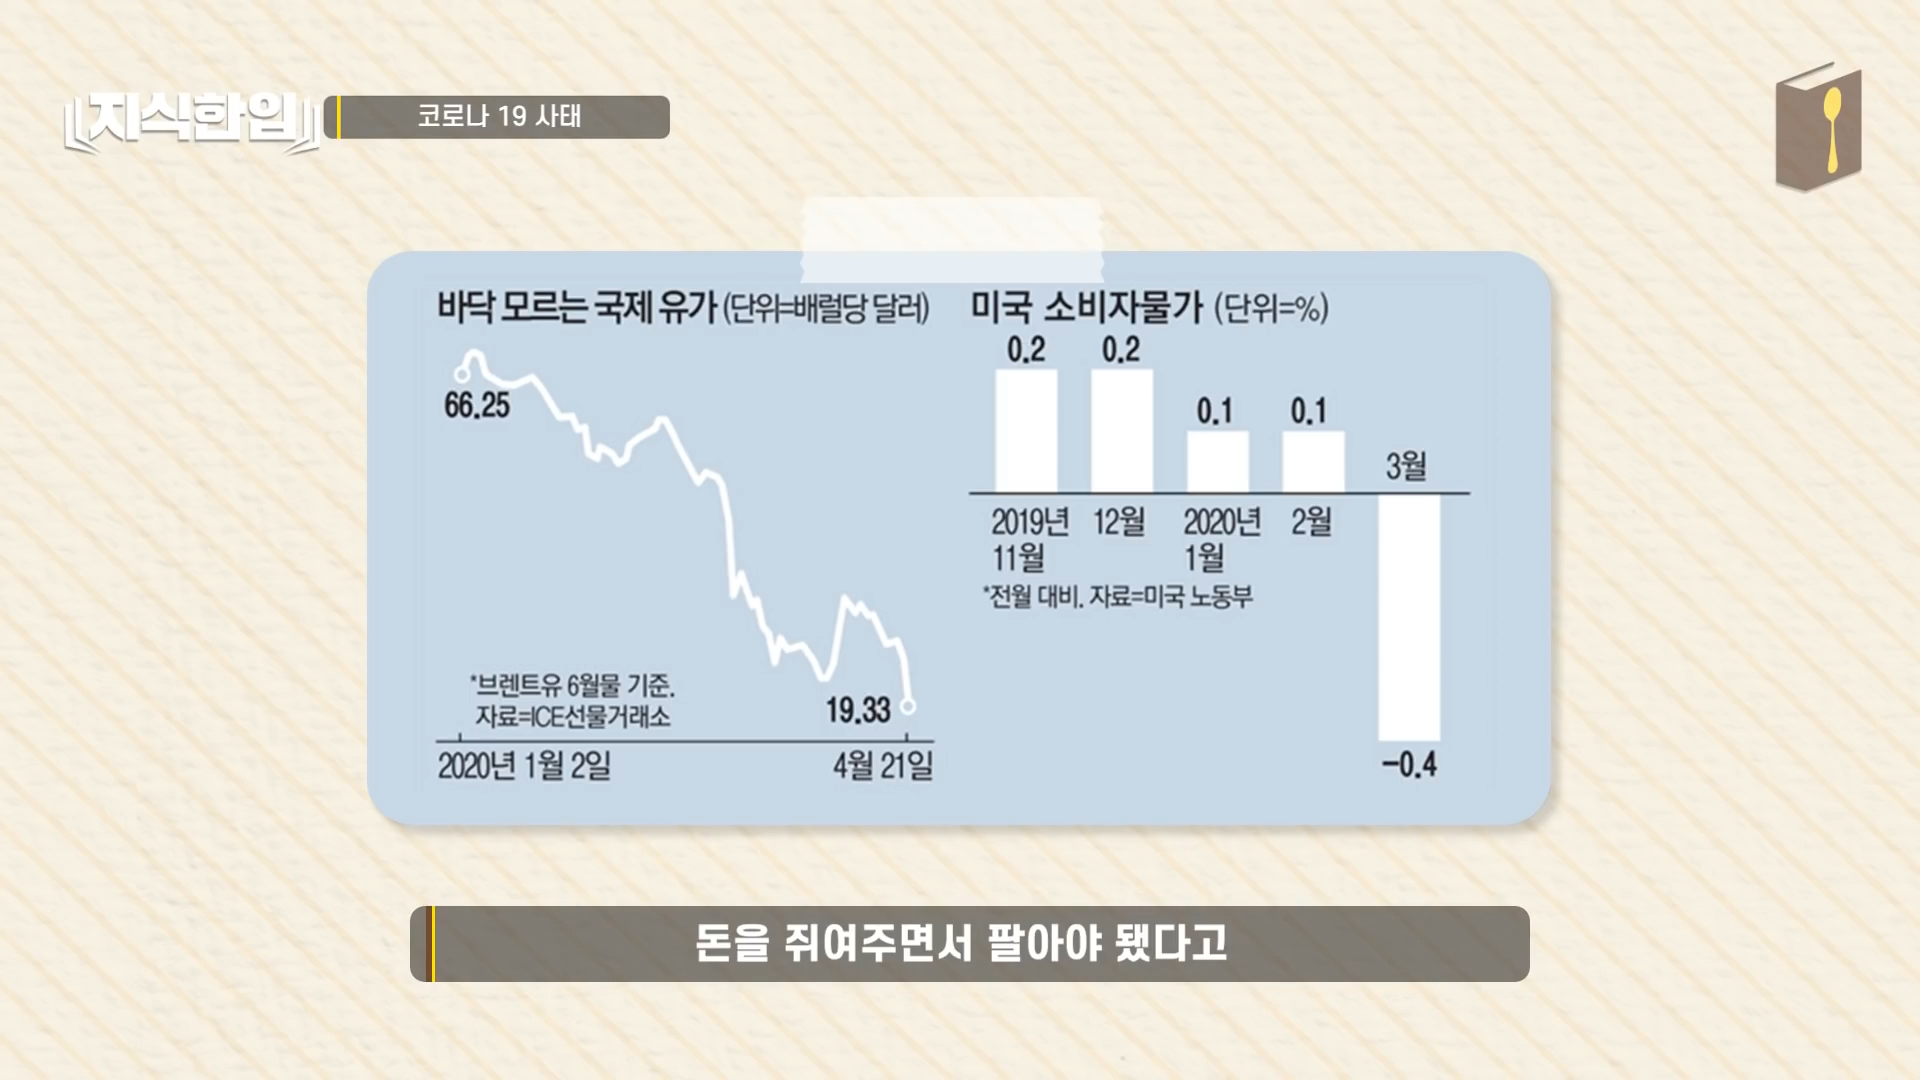 지식한입
코로나 19 사태
바닥 모르는 국제 유가 (단위=배럴당 달러)
66.25
19.33
*브렌트유 6월물 기준.
자료=ICE선물거래소
2020년 1월 2일
4월 21일
미국 소비자물가 (단위=%)
0.2
0.2
0.1
0.1
3월
2019년 12월 2020년 2월
11월 1월
*전월 대비. 자료=미국 노동부
-0.4
돈을 쥐여주면서 팔아야 됐다고